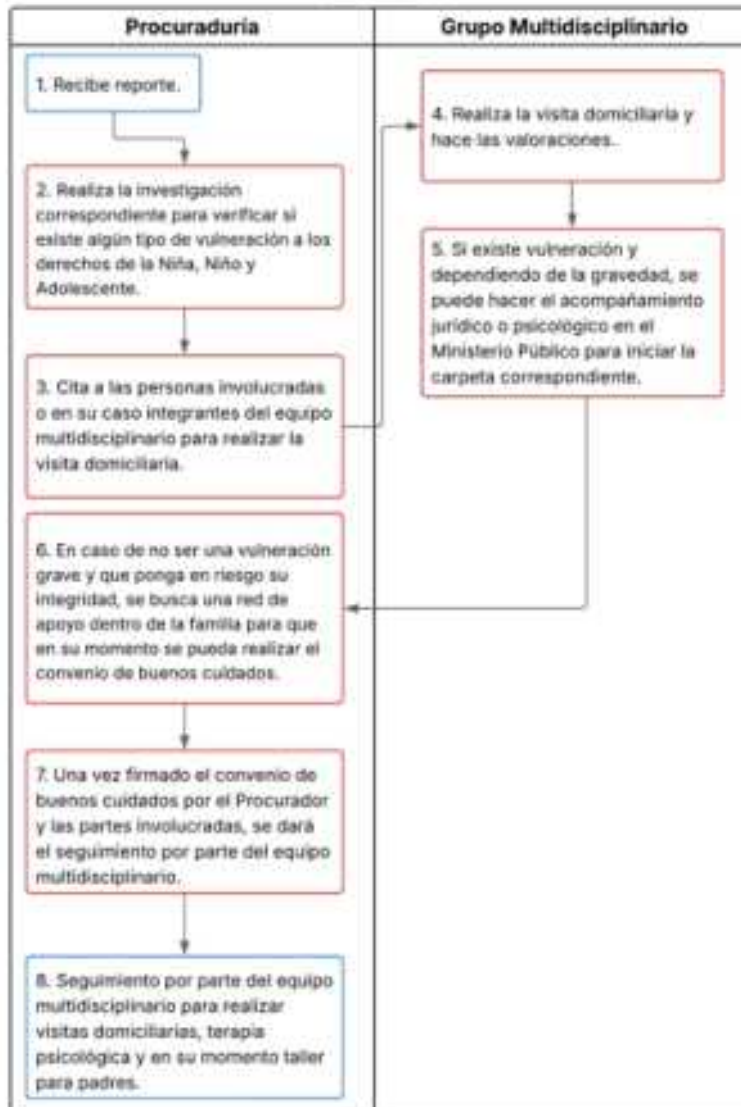 Procuraduría
Grupo Multidisciplinario
1. Recibe reporte.
2. Realiza la investigación
correspondiente para verificar si
existe algún tipo de vulneración a los
derechos de la Niña, Niño y
Adolescente.
3. Cita a las personas involucradas
o en su caso integrantes del equipo
multidisciplinario para realizar la
visita domiciliaria.
4. Realiza la visita domiciliaria y
hace las valoraciones..
5. Si existe vulneración y
dependiendo de la gravedad, se
puede hacer el acompañamiento
jurídico o psicológico en el
Ministerio Público para iniciar la
carpeta correspondiente.
6. En caso de no ser una vulneración
grave y que ponga en riesgo su
integridad, se busca una red de
apoyo dentro de la familia para que
en su momento se pueda realizar el
convenio de buenos cuidados.
7. Una vez firmado el convenio de
buenos cuidados por el Procurador
y las partes involucradas, se dará
el seguimiento por parte del equipo
multidisciplinario.
8. Seguimiento por parte del equipo
multidisciplinario para realizar
visitas domiciliarias, terapia
psicológica y en su momento taller
para padres.